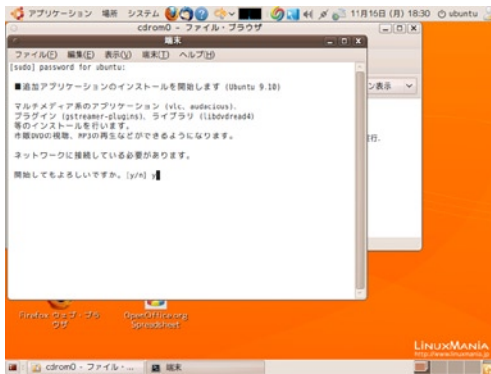 アプリケーション 場所 システム 11月16日 (月) 18:30 ubuntu
cdrom0 - ファイル・ブラウザ
端末
ファイル(F) 編集(E) 表示(V) 端末(T) ヘルプ(H)
[sudo] password for ubuntu:
ン表示
■追加アプリケーションのインストールを開始します (Ubuntu 9.10)
マルチメディア系のアプリケーション (vlc, audacious)、
プラグイン (gstreamer-plugins)、ライブラリ (libdvdread4)
等のインストールを行います。
市販DVDの視聴、MP3の再生などができるようになります。
行.
ネットワークに接続している必要があります。
開始してもよろしいですか。[y/n] y
Firefox ウェブ・ブラ
ウザ
OpenOffice.org
Spreadsheet
LINUXMANIA
http://www.linuxmania.jp
cdrom0 - ファイル・... 端末